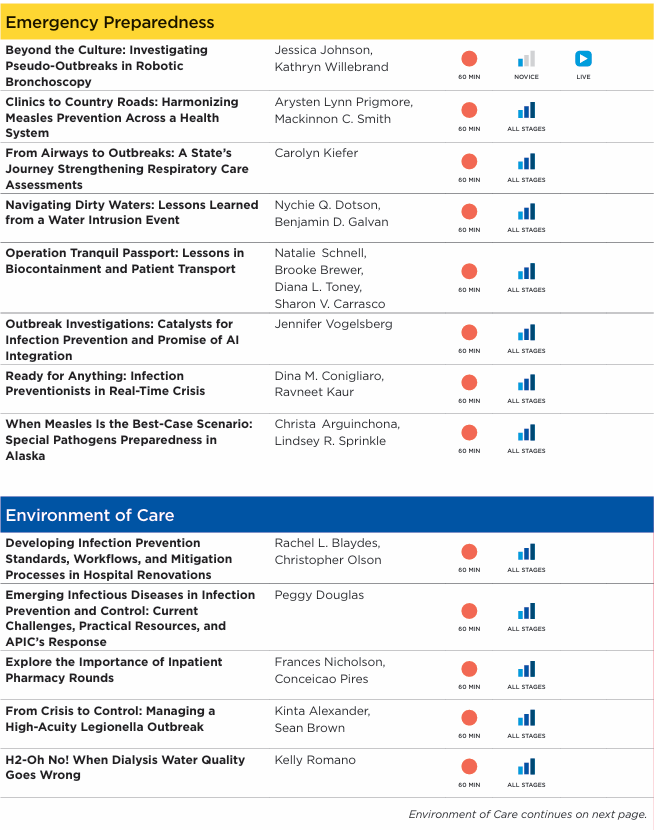 Emergency Preparedness
Beyond the Culture: Investigating
Pseudo-Outbreaks in Robotic
Bronchoscopy
Jessica Johnson,
Kathryn Willebrand
60 MIN
NOVICE
LIVE
Clinics to Country Roads: Harmonizing
Measles Prevention Across a Health
System
Arysten Lynn Prigmore,
Mackinnon C. Smith
60 MIN
ALL STAGES
From Airways to Outbreaks: A State’s
Journey Strengthening Respiratory Care
Assessments
Carolyn Kiefer
60 MIN
ALL STAGES
Navigating Dirty Waters: Lessons Learned
from a Water Intrusion Event
Nychie Q. Dotson,
Benjamin D. Galvan
60 MIN
ALL STAGES
Operation Tranquil Passport: Lessons in
Biocontainment and Patient Transport
Natalie Schnell,
Brooke Brewer,
Diana L. Toney,
Sharon V. Carrasco
60 MIN
ALL STAGES
Outbreak Investigations: Catalysts for
Infection Prevention and Promise of AI
Integration
Jennifer Vogelsberg
60 MIN
ALL STAGES
Ready for Anything: Infection
Preventionists in Real-Time Crisis
Dina M. Conigliaro,
Ravneet Kaur
60 MIN
ALL STAGES
When Measles Is the Best-Case Scenario:
Special Pathogens Preparedness in
Alaska
Christa Arguinchona,
Lindsey R. Sprinkle
60 MIN
ALL STAGES
Environment of Care
Developing Infection Prevention
Standards, Workflows, and Mitigation
Processes in Hospital Renovations
Rachel L. Blaydes,
Christopher Olson
60 MIN
ALL STAGES
Emerging Infectious Diseases in Infection
Prevention and Control: Current
Challenges, Practical Resources, and
APIC’s Response
Peggy Douglas
60 MIN
ALL STAGES
Explore the Importance of Inpatient
Pharmacy Rounds
Frances Nicholson,
Conceicao Pires
60 MIN
ALL STAGES
From Crisis to Control: Managing a
High-Acuity Legionella Outbreak
Kinta Alexander,
Sean Brown
60 MIN
ALL STAGES
H2-Oh No! When Dialysis Water Quality
Goes Wrong
Kelly Romano
60 MIN
ALL STAGES
Environment of Care continues on next page.